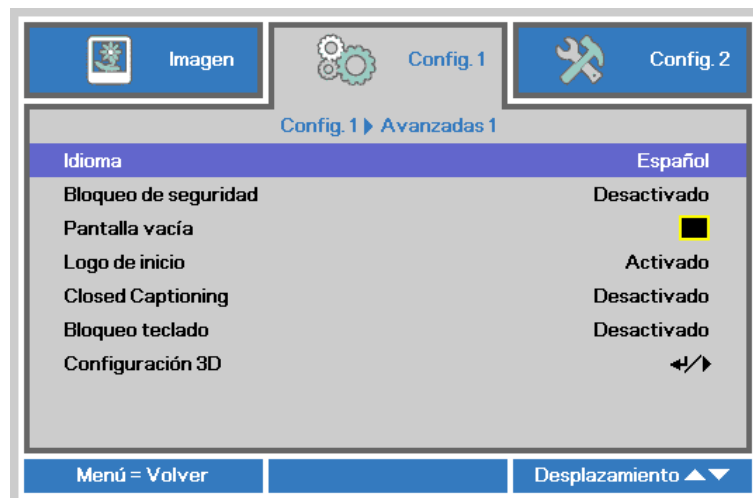 Imagen Config. 1 Config. 2
Config. 1 Avanzadas 1
Idioma Español
Bloqueo de seguridad Desactivado
Pantalla vacía
Logo de inicio Activado
Closed Captioning Desactivado
Bloqueo teclado Desactivado
Configuración 3D
Menú = Volver Desplazamiento